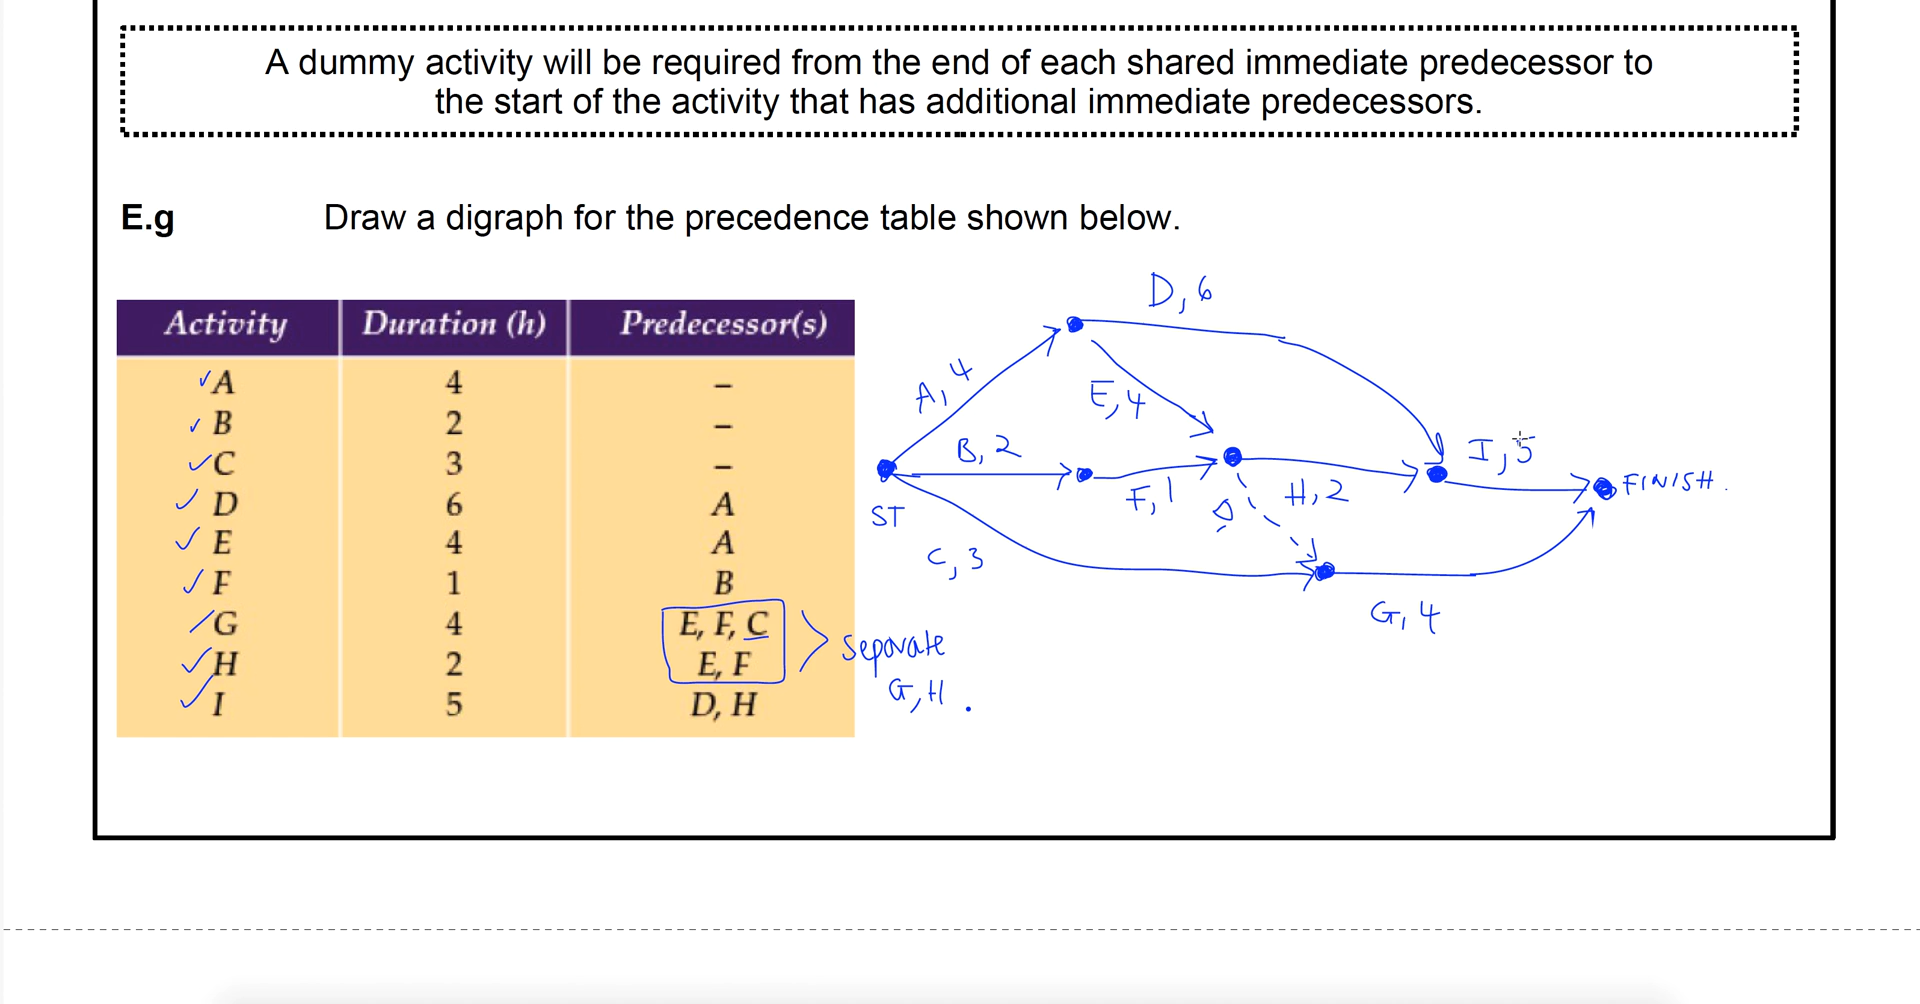 A dummy activity will be required from the end of each shared immediate predecessor to
the start of the activity that has additional immediate predecessors.
E.g Draw a digraph for the precedence table shown below.
Activity Duration (h) Predecessor(s)
A 4 –
B 2 –
C 3 –
D 6 A
E 4 A
F 1 B
G 4 E, F, C
H 2 E, F
I 5 D, H
separate
G, H.
D, 6
A, 4
E, 4
B, 2
I, 5
F, 1
H, 2
FINISH.
ST
C, 3
G, 4